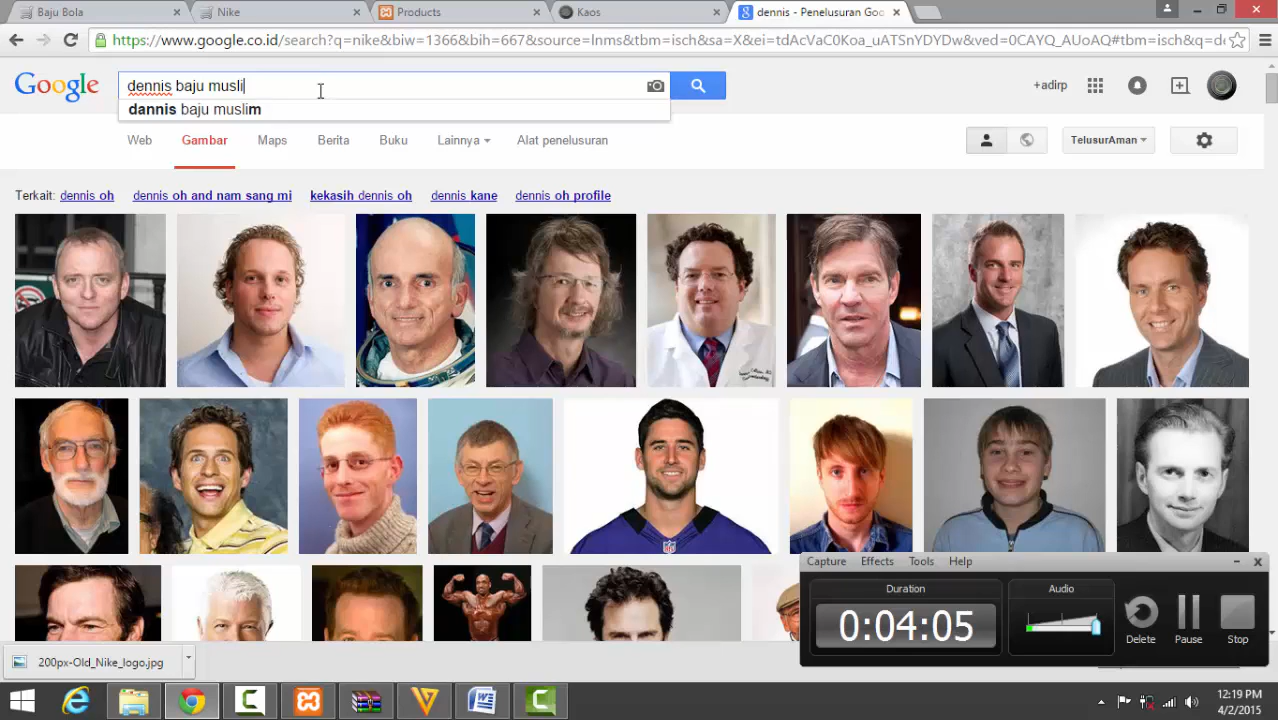 Baju Bola
Nike
Products
Kaos
dennis - Penelusuran Goo
https://www.google.co.id/search?q=nike&biw=1366&bih=667&source=lnms&tbm=isch&sa=X&ei=tdAcVaC0Koa_uATSnYDYDw&ved=0CAYQ_AUoAQ#tbm=isch&q=de
Google
dennis baju musli
+adirp
dannis baju muslim
Web
Gambar
Maps
Berita
Buku
Lainnya
Alat penelusuran
TelusurAman
Terkait: dennis oh
dennis oh and nam sang mi
kekasih dennis oh
dennis kane
dennis oh profile
Capture
Effects
Tools
Help
Duration
Audio
0:04:05
Delete
Pause
Stop
200px-Old_Nike_logo.jpg
12:19 PM
4/2/2015